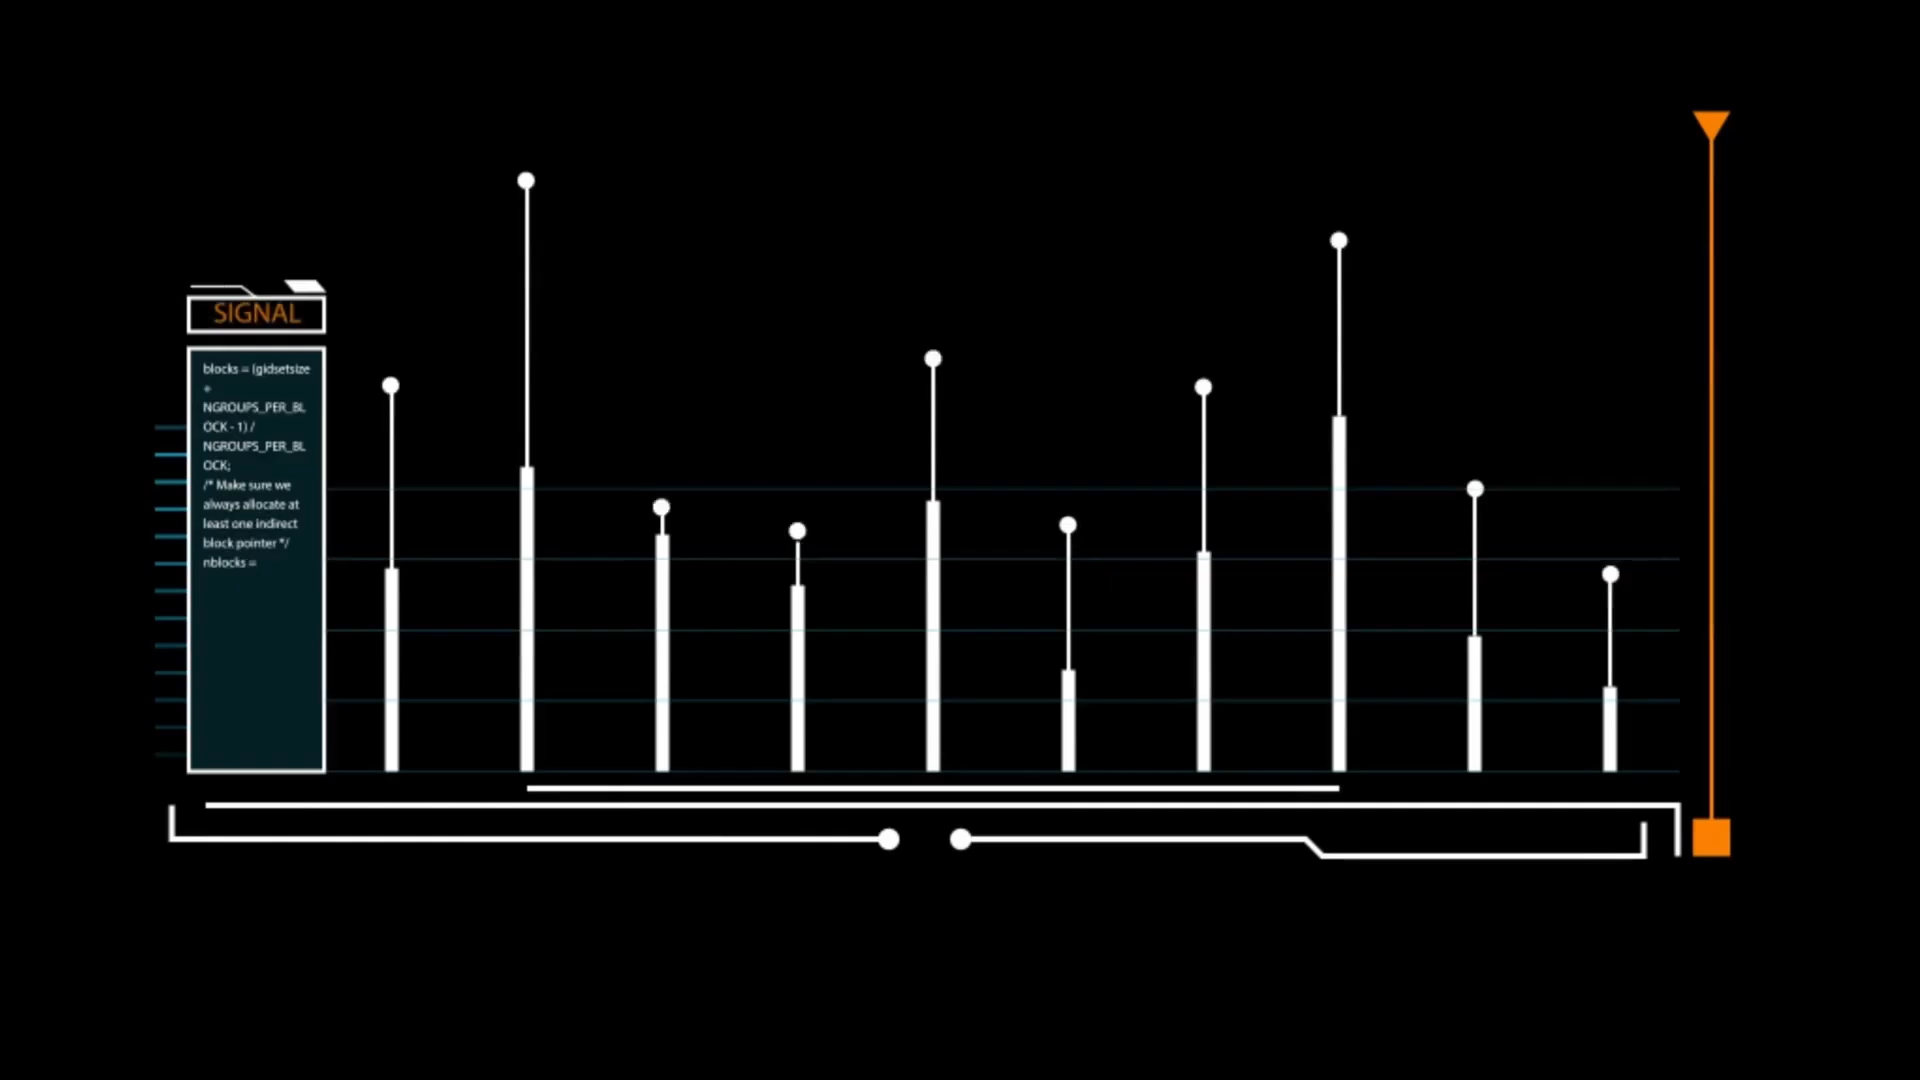 SIGNAL
blocks = (gidsetsize
+
NGROUPS_PER_BL
OCK - 1) /
NGROUPS_PER_BL
OCK;
/* Make sure we
always allocate at
least one indirect
block pointer */
nblocks =